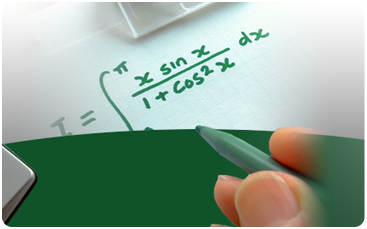 I = ∫^π x sin x / 1 + cos² x dx